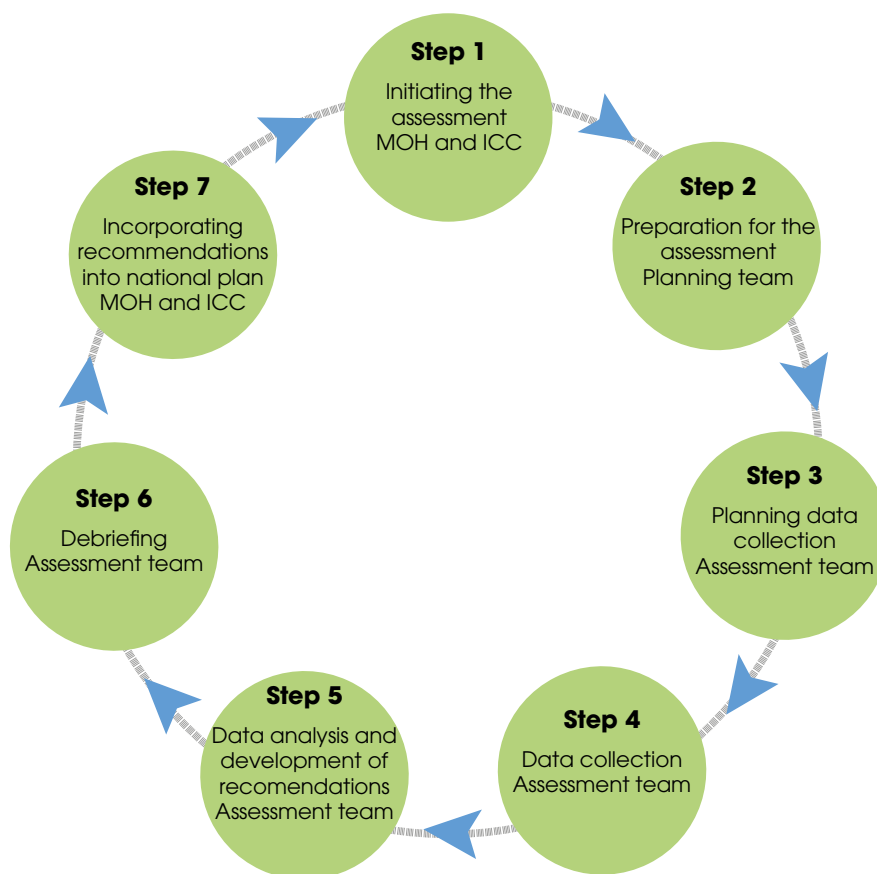 Step 1
Initiating the
assessment
MOH and ICC
Step 2
Preparation for the
assessment
Planning team
Step 3
Planning data
collection
Assessment team
Step 4
Data collection
Assessment team
Step 5
Data analysis and
development of
recomendations
Assessment team
Step 6
Debriefing
Assessment team
Step 7
Incorporating
recommendations
into national plan
MOH and ICC